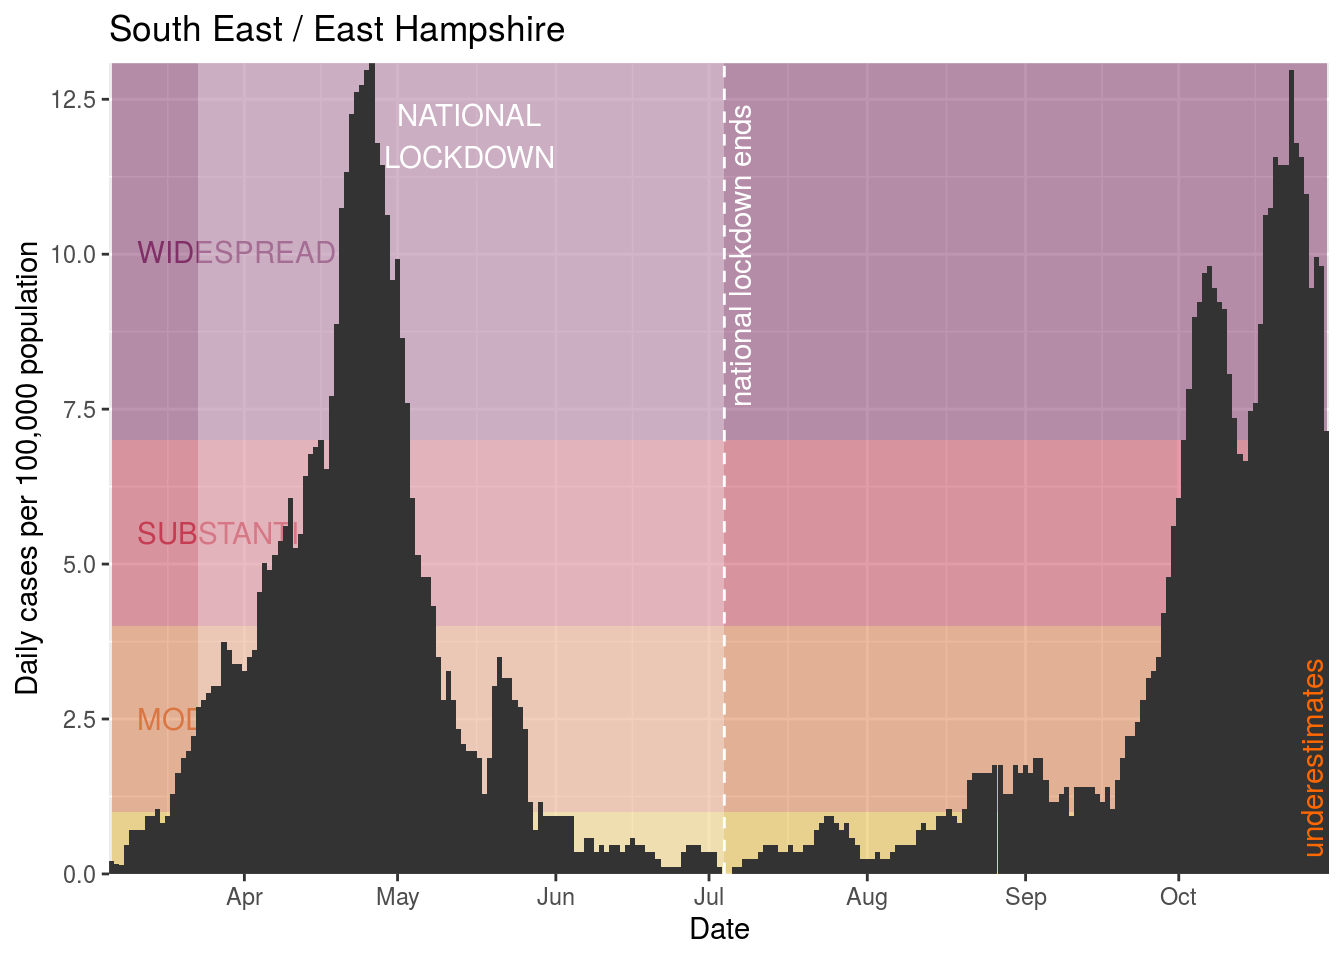 South East / East Hampshire
Daily cases per 100,000 population
12.5
10.0
7.5
5.0
2.5
0.0
NATIONAL
LOCKDOWN
national lockdown ends
WIDESPREAD
SUBSTANTI
MOD
underestimates
Apr
May
Jun
Jul
Aug
Sep
Oct
Date